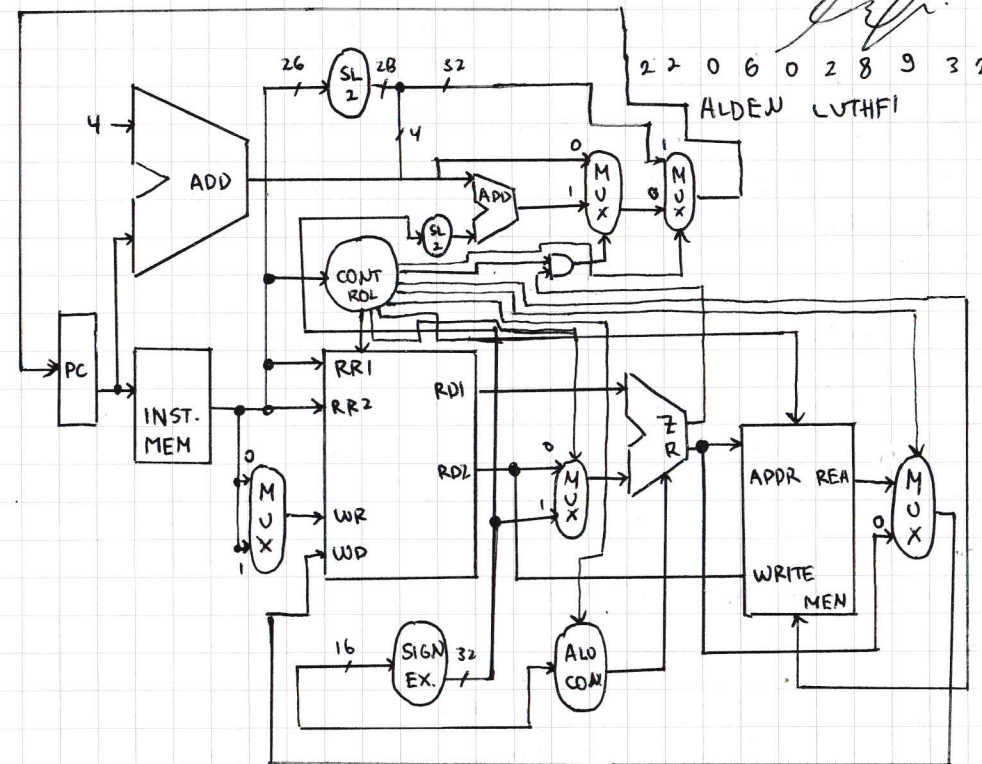 2 2 0 6 0 2 8 9 3 2
ALDEN LUTHFI
26
SL
2
28
32
4
4
ADD
ADD
SL
2
0
M
U
X
1
1
M
U
X
0
CONT
ROL
PC
INST.
MEM
RR1
RR2
WR
WD
RD1
RD2
0
M
U
X
1
0
M
U
X
1
Z
R
ADDR
REA
WRITE
MEN
M
U
X
0
16
SIGN
EX.
32
ALU
CON